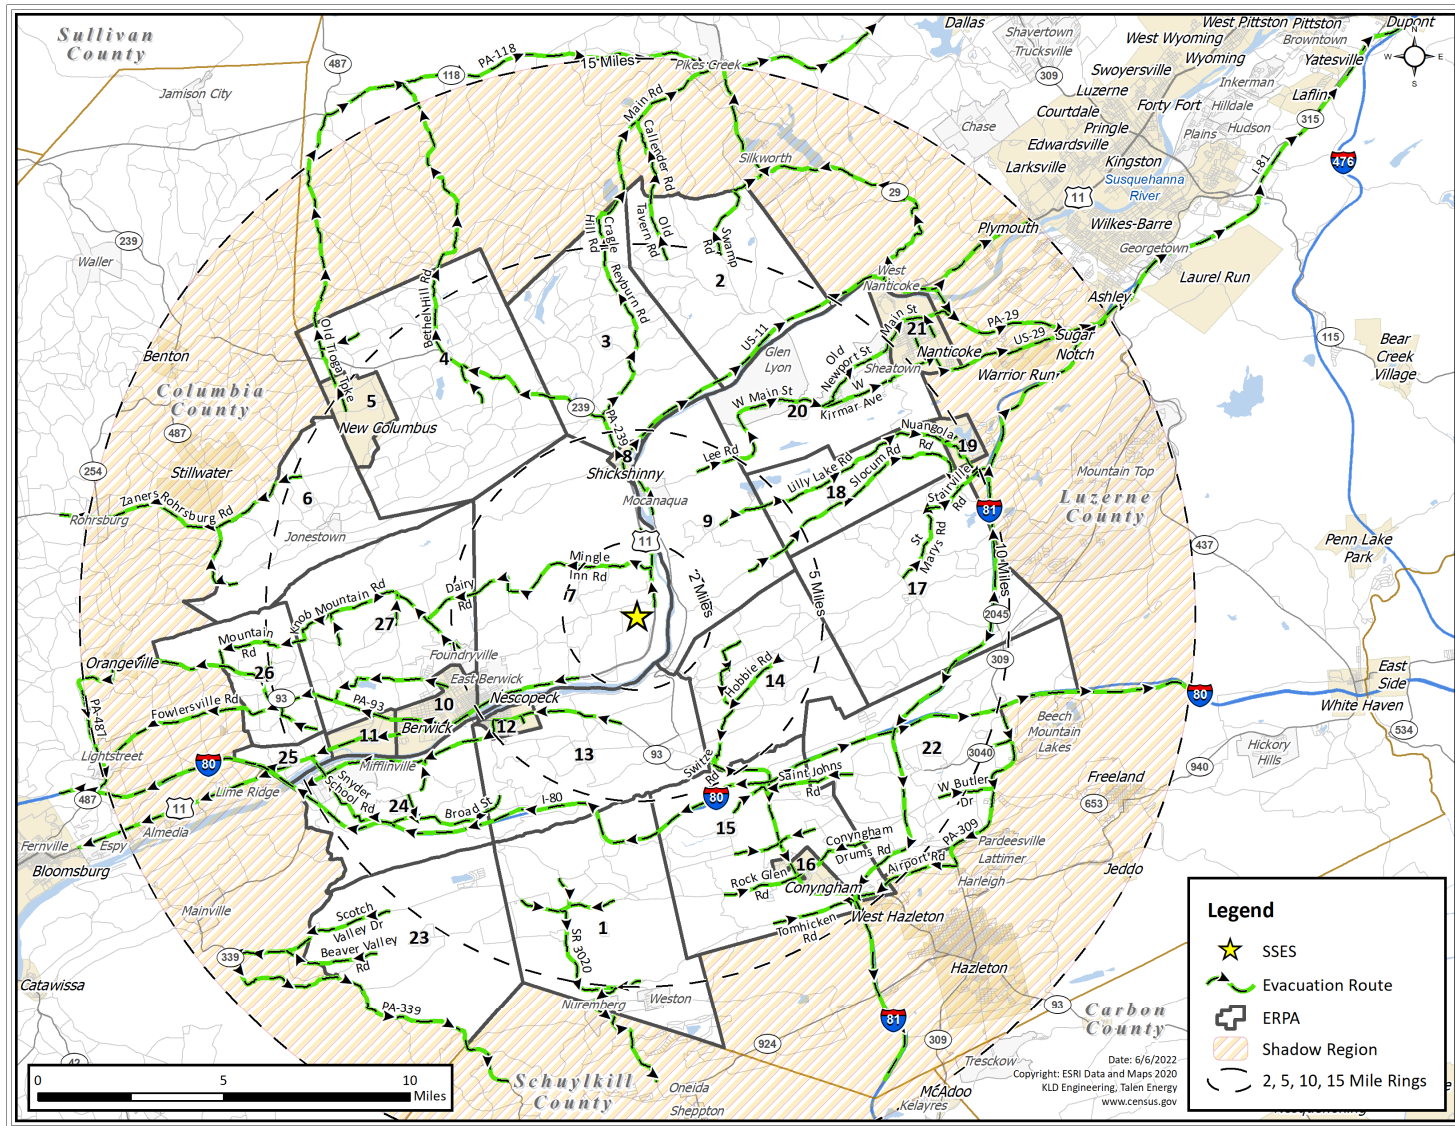 Sullivan
County
Dallas
Shavertown
Trucksville
West Pittston
Pittston
Dupont
Browntown
West Wyoming
Wyoming
Yatesville
N
W
E
S
487
118
PA-118
15 Miles
Pikes Creek
309
Swoyersville
Luzerne
Inkerman
Laflin
Jamison City
Main Rd
Courtdale
Forty Fort
Hilldale
315
Chase
Pringle
Plains
Hudson
Edwardsville
Callender Rd
Silkworth
Larksville
Kingston
I-81
476
Susquehanna
River
29
11
Hill Rd
Cragle
Tavern Rd
Old
Swamp
Rd
Plymouth
Wilkes-Barre
Georgetown
239
Waller
2
West
Nanticoke
Laurel Run
Reyburn Rd
Bethel Hill Rd
Ashley
Main St
21
PA-29
US-29
Sugar
Notch
US-11
3
Old Tioga Tpke
4
Glen
Lyon
Old
Newport St
Nanticoke
Sheatown
115
Bear
Creek
Village
Benton
Columbia
County
5
W
Kirmar Ave
Warrior Run
W Main St
20
239
PA-239
New Columbus
487
Nuangola
Rd
19
254
Stillwater
8
Shickshinny
Lee Rd
Lilly Lake Rd
Slocum Rd
18
Stairville
Rd
Mountain Top
6
Mocanaqua
Luzerne
County
Zaners
Rohrsburg Rd
Rohrsburg
9
81
Jonestown
11
St
Marys Rd
10 Miles
437
Penn Lake
Park
Mingle
Inn Rd
7
2 Miles
5 Miles
17
Dairy
Rd
Knob Mountain Rd
27
2045
Mountain
Rd
Foundryville
309
Orangeville
26
East Berwick
Hobbie Rd
14
East
Side
93
Nescopeck
80
White Haven
Fowlersville Rd
PA-93
10
PA-487
Berwick
12
Beech
Mountain
Lakes
534
11
22
Hickory
Hills
Lightstreet
25
13
93
3040
80
Mifflinville
Switze
Rd
Saint Johns
Rd
940
Freeland
Lime Ridge
Snyder
School Rd
W Butler
Dr
487
11
24
Broad St
I-80
80
653
15
PA-309
Almedia
Conyngham
Drums Rd
Pardeesville
Fernville
Espy
Lattimer
Bloomsburg
16
Airport Rd
Jeddo
Rock Glen
Rd
Conyngham
Harleigh
Mainville
Scotch
Valley Dr
West Hazleton
Tomhicken
Rd
1
23
Beaver Valley
Rd
339
SR 3020
Hazleton
Catawissa
PA-339
Nuremberg
Weston
93
Carbon
County
81
924
309
42
Tresckow
Schuylkill
County
Oneida
Sheppton
McAdoo
Kelayres
Legend
SSES
Evacuation Route
ERPA
Shadow Region
2, 5, 10, 15 Mile Rings
0
5
10
Miles
Date: 6/6/2022
Copyright: ESRI Data and Maps 2020
KLD Engineering, Talen Energy
www.census.gov